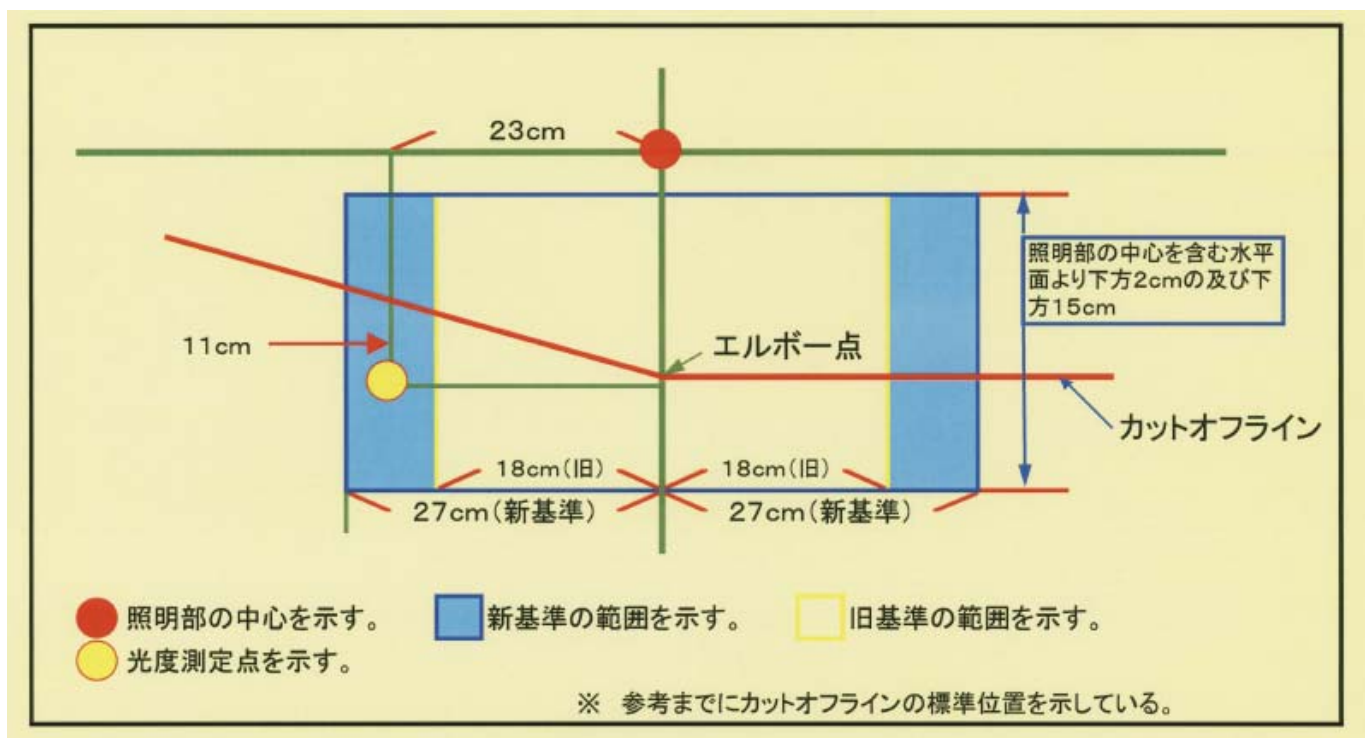 23cm
照明部の中心を含む水平
面より下方2cmの及び下
方15cm
11cm
エルボー点
カットオフライン
18cm(旧)
18cm(旧)
27cm(新基準)
27cm(新基準)
照明部の中心を示す。
新基準の範囲を示す。
旧基準の範囲を示す。
光度測定点を示す。
※ 参考までにカットオフラインの標準位置を示している。